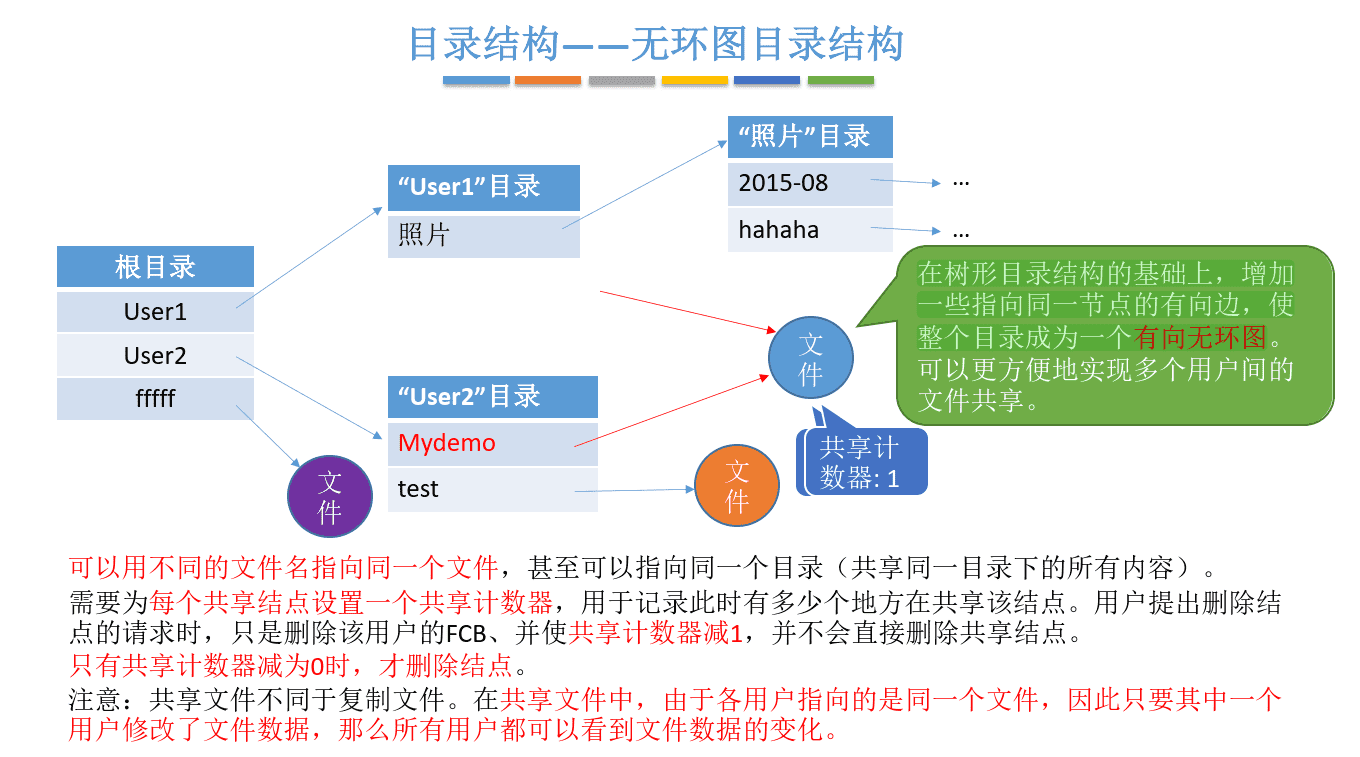 目录结构——无环图目录结构
“照片”目录
2015-08
...
hahaha
...
“User1”目录
照片
根目录
User1
User2
fffff
“User2”目录
Mydemo
test
文
件
文
件
文
件
共享计
数器: 1
在树形目录结构的基础上，增加
一些指向同一节点的有向边，使
整个目录成为一个有向无环图。
可以更方便地实现多个用户间的
文件共享。
可以用不同的文件名指向同一个文件，甚至可以指向同一个目录（共享同一目录下的所有内容）。
需要为每个共享结点设置一个共享计数器，用于记录此时有多少个地方在共享该结点。用户提出删除结
点的请求时，只是删除该用户的FCB、并使共享计数器减1，并不会直接删除共享结点。
只有共享计数器减为0时，才删除结点。
注意：共享文件不同于复制文件。在共享文件中，由于各用户指向的是同一个文件，因此只要其中一个
用户修改了文件数据，那么所有用户都可以看到文件数据的变化。